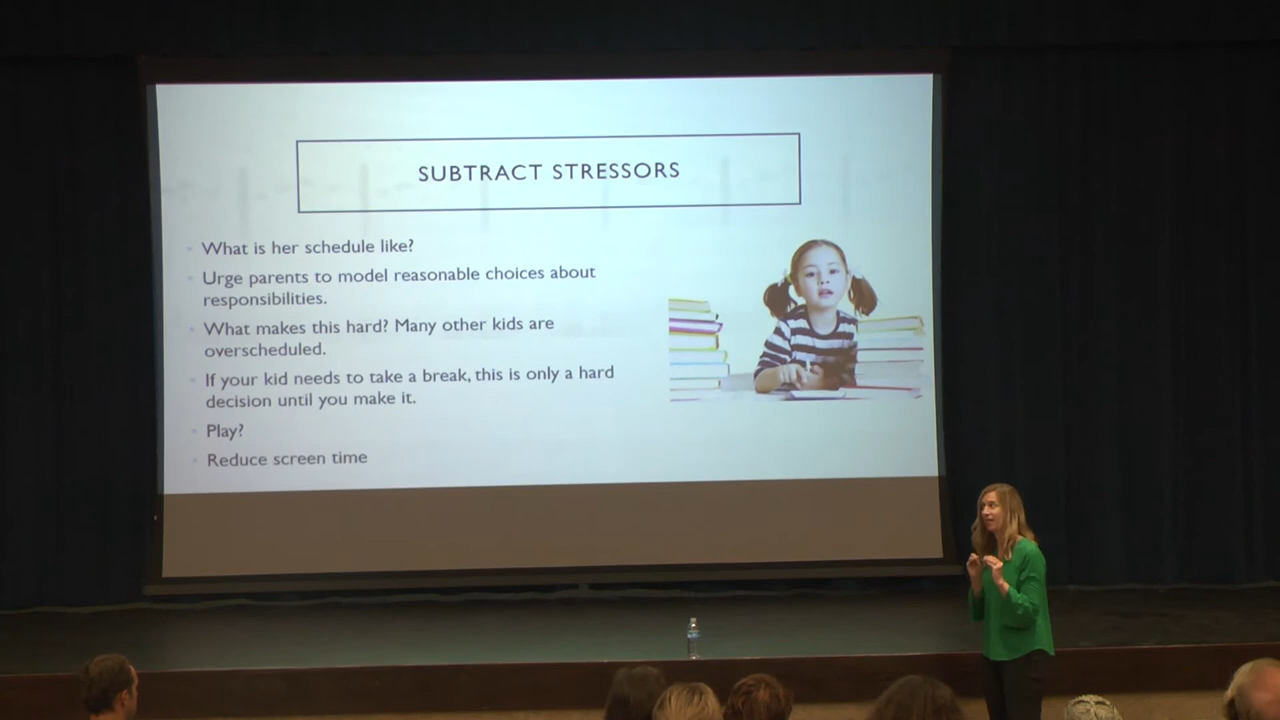 SUBTRACT STRESSORS
What is her schedule like?
Urge parents to model reasonable choices about
responsibilities.
What makes this hard? Many other kids are
overscheduled.
If your kid needs to take a break, this is only a hard
decision until you make it.
Play?
Reduce screen time